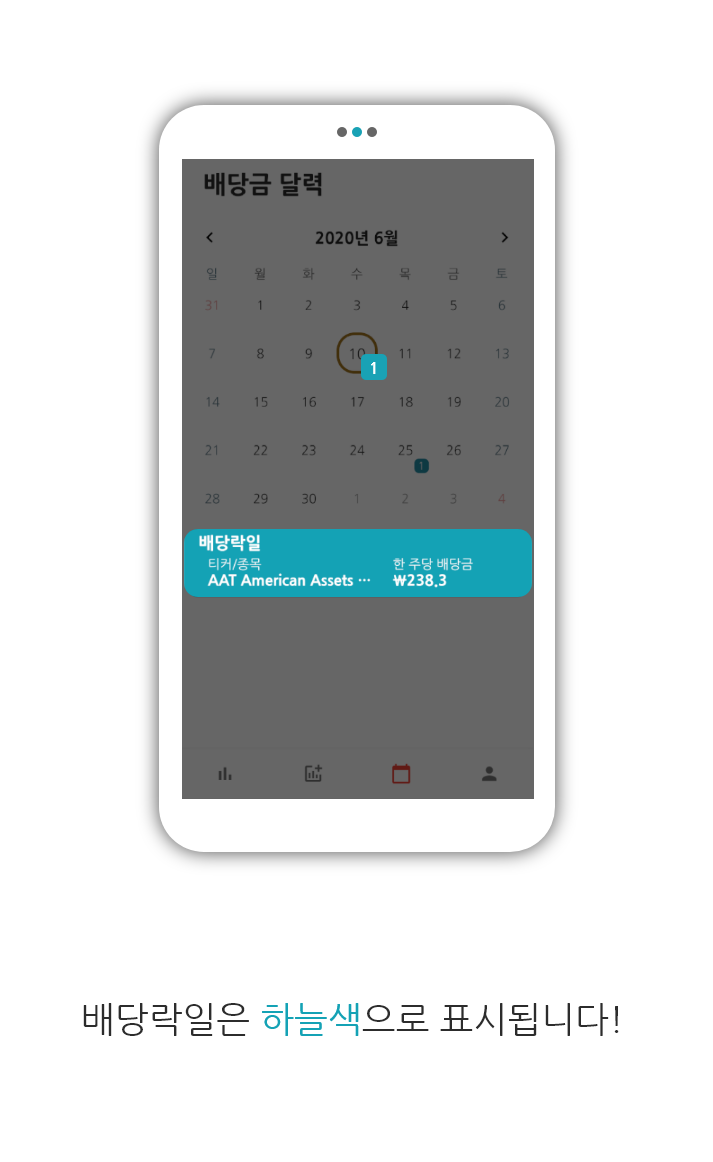 배당금 달력
2020년 6월
일 월 화 수 목 금 토
31 1 2 3 4 5 6
7 8 9 10 11 12 13
1
14 15 16 17 18 19 20
21 22 23 24 25 26 27
1
28 29 30 1 2 3 4
배당락일
티커/종목 한 주당 배당금
AAT American Assets ··· ₩238.3
배당락일은 하늘색으로 표시됩니다!